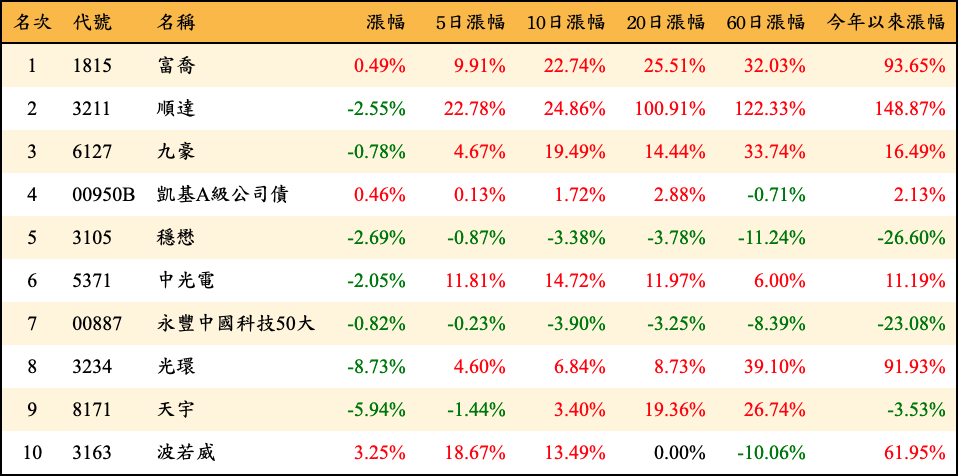 名次 代號 名稱 漲幅 5日漲幅 10日漲幅 20日漲幅 60日漲幅 今年以來漲幅
1 1815 富喬 0.49% 9.91% 22.74% 25.51% 32.03% 93.65%
2 3211 順達 -2.55% 22.78% 24.86% 100.91% 122.33% 148.87%
3 6127 九豪 -0.78% 4.67% 19.49% 14.44% 33.74% 16.49%
4 00950B 凱基A級公司債 0.46% 0.13% 1.72% 2.88% -0.71% 2.13%
5 3105 穩懋 -2.69% -0.87% -3.38% -3.78% -11.24% -26.60%
6 5371 中光電 -2.05% 11.81% 14.72% 11.97% 6.00% 11.19%
7 00887 永豐中國科技50大 -0.82% -0.23% -3.90% -3.25% -8.39% -23.08%
8 3234 光環 -8.73% 4.60% 6.84% 8.73% 39.10% 91.93%
9 8171 天宇 -5.94% -1.44% 3.40% 19.36% 26.74% -3.53%
10 3163 波若威 3.25% 18.67% 13.49% 0.00% -10.06% 61.95%